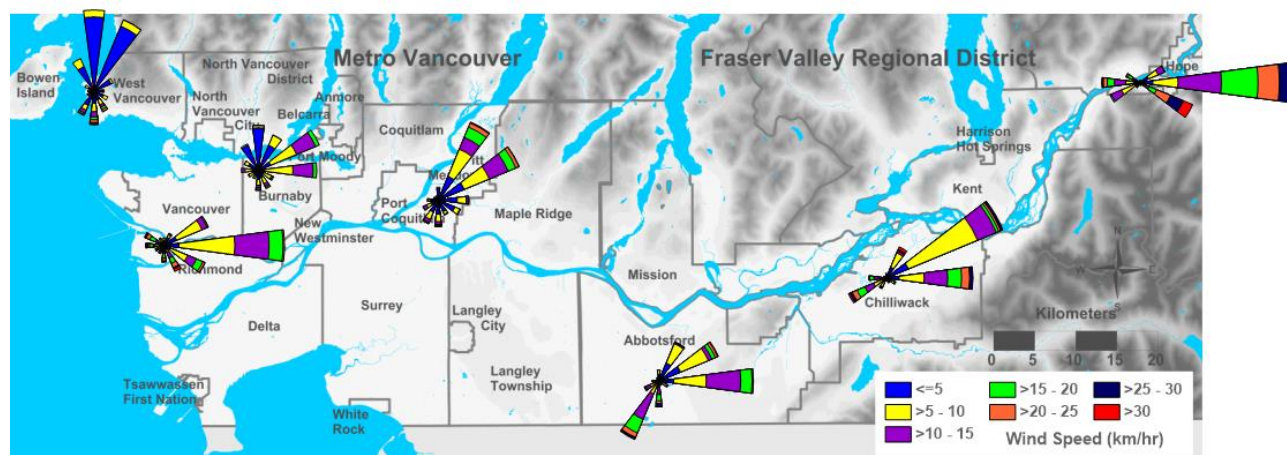 Metro Vancouver
Fraser Valley Regional District
Hope
Bowen
Island
West
Vancouver
North Vancouver
District
North
Vancouver
City
Anmore
Belcarra
Coquitlam
Harrison
Hot Springs
Port Moody
Burnaby
Port
Maple Ridge
Kent
Vancouver
New
Westminster
Richmond
Mission
Chilliwack
N
W
E
S
Surrey
Delta
Langley
City
Abbotsford
Kilometers
0 5 10 15 20
Langley
Township
Tsawwassen
First Nation
White
Rock
<=5
>15 - 20
>25 - 30
>5 - 10
>20 - 25
>30
>10 - 15
Wind Speed (km/hr)